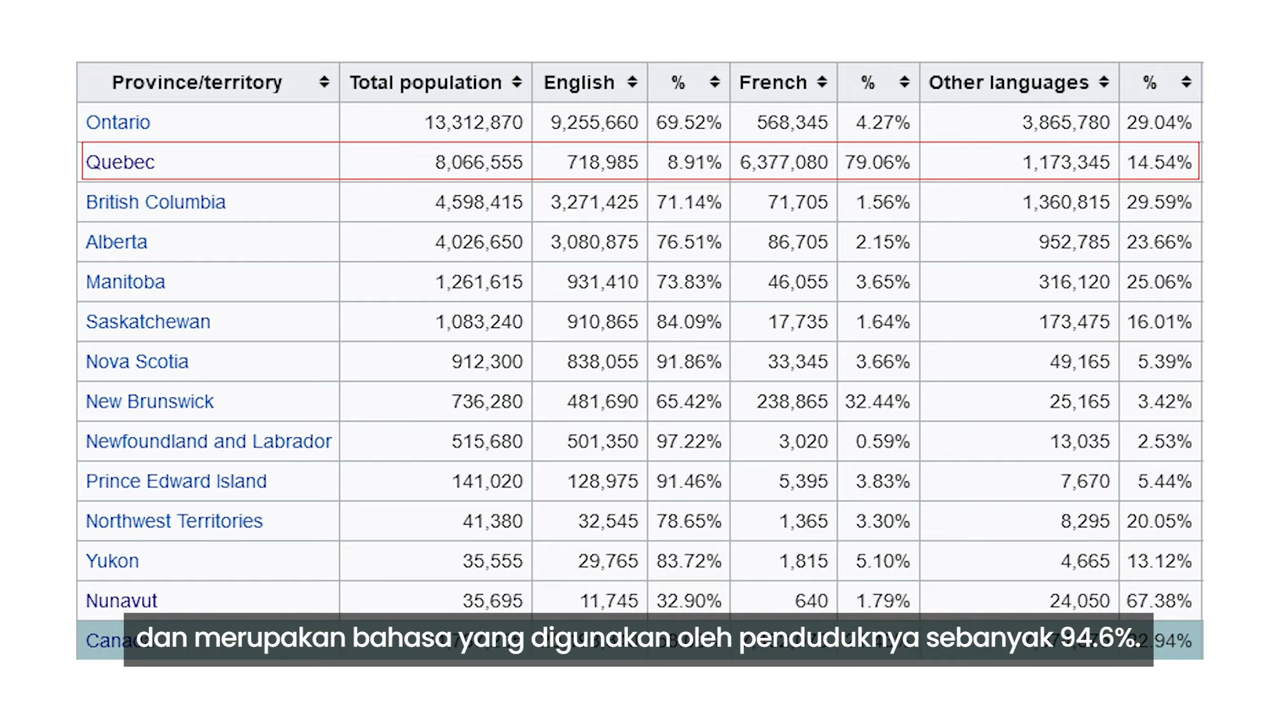 Province/territory Total population English % French % Other languages %
Ontario 13,312,870 9,255,660 69.52% 568,345 4.27% 3,865,780 29.04%
Quebec 8,066,555 718,985 8.91% 6,377,080 79.06% 1,173,345 14.54%
British Columbia 4,598,415 3,271,425 71.14% 71,705 1.56% 1,360,815 29.59%
Alberta 4,026,650 3,080,875 76.51% 86,705 2.15% 952,785 23.66%
Manitoba 1,261,615 931,410 73.83% 46,055 3.65% 316,120 25.06%
Saskatchewan 1,083,240 910,865 84.09% 17,735 1.64% 173,475 16.01%
Nova Scotia 912,300 838,055 91.86% 33,345 3.66% 49,165 5.39%
New Brunswick 736,280 481,690 65.42% 238,865 32.44% 25,165 3.42%
Newfoundland and Labrador 515,680 501,350 97.22% 3,020 0.59% 13,035 2.53%
Prince Edward Island 141,020 128,975 91.46% 5,395 3.83% 7,670 5.44%
Northwest Territories 41,380 32,545 78.65% 1,365 3.30% 8,295 20.05%
Yukon 35,555 29,765 83.72% 1,815 5.10% 4,665 13.12%
Nunavut 35,695 11,745 32.90% 640 1.79% 24,050 67.38%
dan merupakan bahasa yang digunakan oleh penduduknya sebanyak 94.6%.